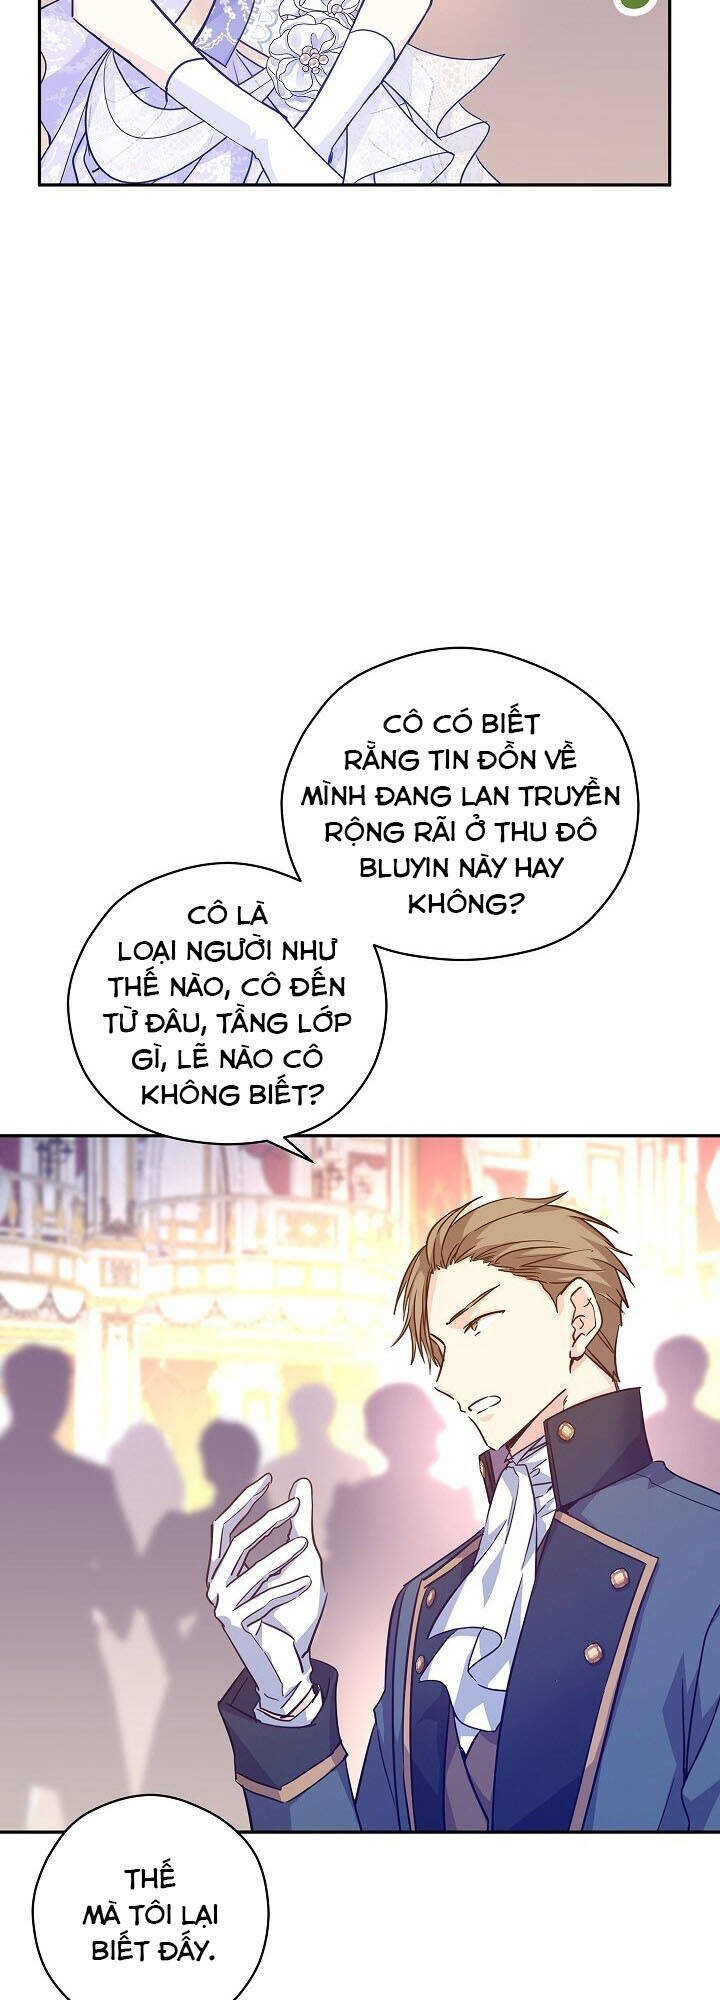 CÔ CÓ BIẾT
RẰNG TIN ĐỒN VỀ
MÌNH ĐANG LAN TRUYỀN
RỘNG RÃI Ở THU ĐÔ
BLUYIN NÀY HAY
KHÔNG?
CÔ LÀ
LOẠI NGƯỜI NHƯ
THẾ NÀO, CÔ ĐẾN
TỪ ĐÂU, TẦNG LỚP
GÌ, LẼ NÀO CÔ
KHÔNG BIẾT?
THẾ
MÀ TÔI LẠI
BIẾT ĐẤY.